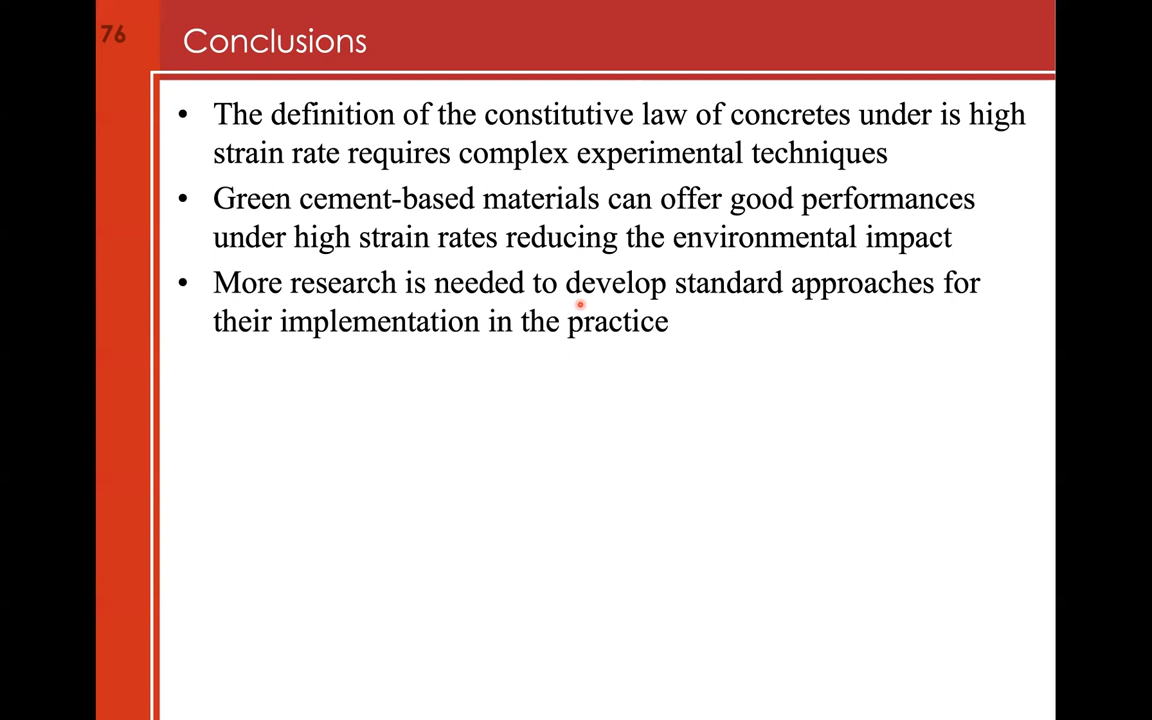 76
Conclusions
• The definition of the constitutive law of concretes under is high
strain rate requires complex experimental techniques
• Green cement-based materials can offer good performances
under high strain rates reducing the environmental impact
• More research is needed to develop standard approaches for
their implementation in the practice